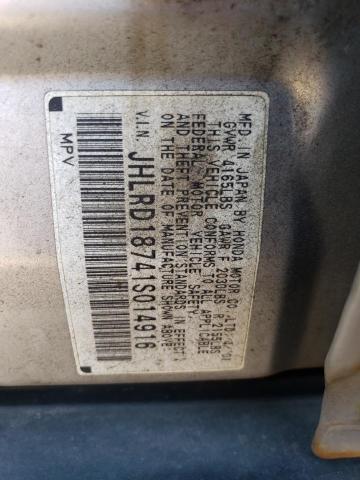 MFD. IN JAPAN BY HONDA MOTOR CO., LTD. 4/01
GVWR 4165LBS GAWR F 2030LBS R 2155LBS
THIS VEHICLE CONFORMS TO ALL APPLICABLE
FEDERAL MOTOR VEHICLE SAFETY
AND THEFT PREVENTION STANDARDS IN EFFECT
ON THE DATE OF MANUFACTURE SHOWN ABOVE
V.I.N. JHLRD18741S014916
MPV